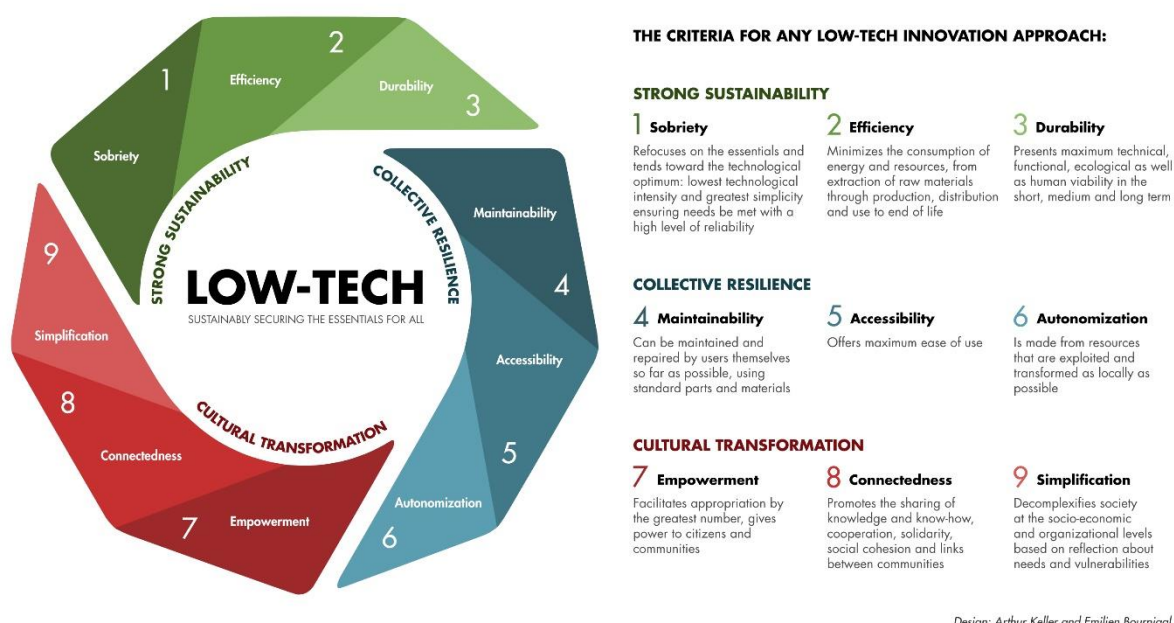 1
2
Efficiency
Durability
3
Sobriety
STRONG SUSTAINABILITY
COLLECTIVE RESILIENCE
Maintainability
4
9
LOW-TECH
SUSTAINABLY SECURING THE ESSENTIALS FOR ALL
Simplification
Accessibility
8
CULTURAL TRANSFORMATION
Connectedness
5
Autonomization
7
Empowerment
6
THE CRITERIA FOR ANY LOW-TECH INNOVATION APPROACH:
STRONG SUSTAINABILITY
1 Sobriety
Refocuses on the essentials and
tends toward the technological
optimum: lowest technological
intensity and greatest simplicity
ensuring needs be met with a
high level of reliability
2 Efficiency
Minimizes the consumption of
energy and resources, from
extraction of raw materials
through production, distribution
and use to end of life
3 Durability
Presents maximum technical,
functional, ecological as well
as human viability in the
short, medium and long term
COLLECTIVE RESILIENCE
4 Maintainability
Can be maintained and
repaired by users themselves
so far as possible, using
standard parts and materials
5 Accessibility
Offers maximum ease of use
6 Autonomization
Is made from resources
that are exploited and
transformed as locally as
possible
CULTURAL TRANSFORMATION
7 Empowerment
Facilitates appropriation by
the greatest number, gives
power to citizens and
communities
8 Connectedness
Promotes the sharing of
knowledge and know-how,
cooperation, solidarity,
social cohesion and links
between communities
9 Simplification
Decomplexifies society
at the socio-economic
and organizational levels
based on reflection about
needs and vulnerabilities
Design: Arthur Keller and Emilien Bournigal